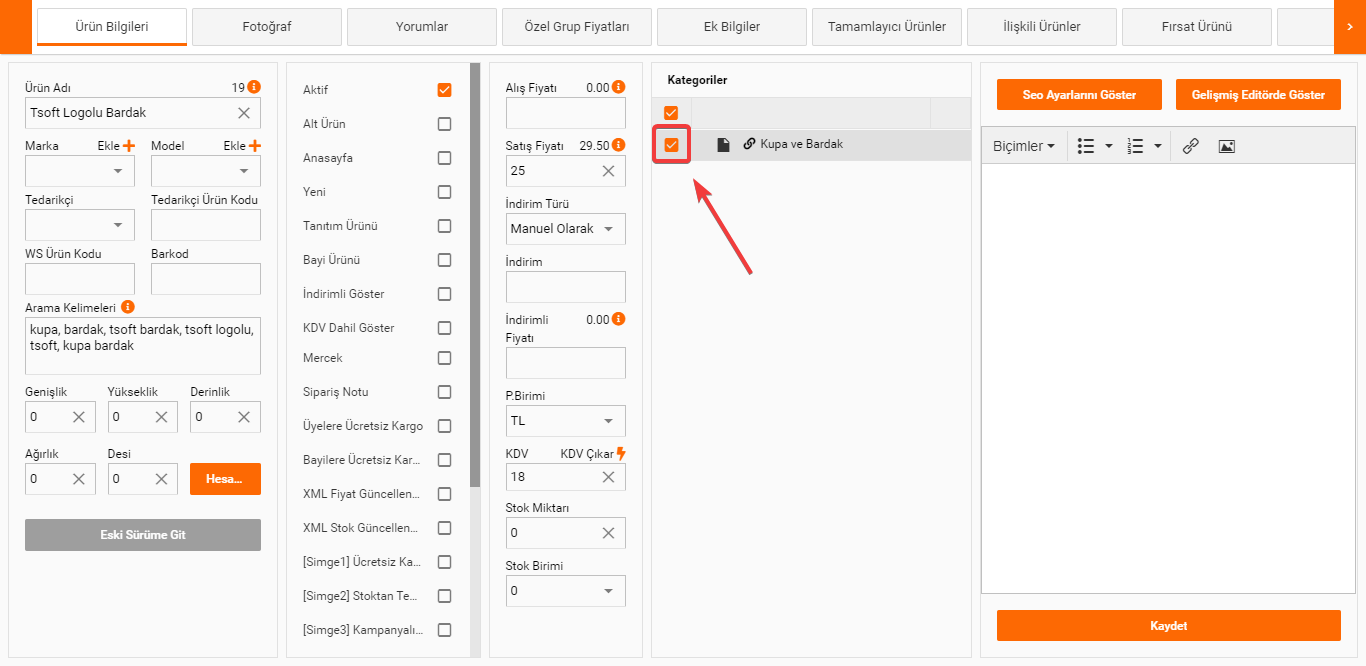 Ürün Bilgileri
Fotoğraf
Yorumlar
Özel Grup Fiyatları
Ek Bilgiler
Tamamlayıcı Ürünler
İlişkili Ürünler
Fırsat Ürünü
Ürün Adı 19
Tsoft Logolu Bardak
Marka Ekle Model Ekle
Tedarikçi Tedarikçi Ürün Kodu
WS Ürün Kodu Barkod
Arama Kelimeleri
kupa, bardak, tsoft bardak, tsoft logolu,
tsoft, kupa bardak
Genişlik Yükseklik Derinlik
0 0 0
Ağırlık Desi
0 0 Hesa...
Eski Sürüme Git
Aktif
Alt Ürün
Anasayfa
Yeni
Tanıtım Ürünü
Bayi Ürünü
İndirimli Göster
KDV Dahil Göster
Mercek
Sipariş Notu
Üyelere Ücretsiz Kargo
Bayilere Ücretsiz Kar...
XML Fiyat Güncellen...
XML Stok Güncellen...
[Simge1] Ücretsiz Ka...
[Simge2] Stoktan Te...
[Simge3] Kampanyalı...
Alış Fiyatı 0.00
Satış Fiyatı 29.50
25
İndirim Türü
Manuel Olarak
İndirim
İndirimli 0.00
Fiyatı
P.Birimi
TL
KDV KDV Çıkar
18
Stok Miktarı
0
Stok Birimi
0
Kategoriler
Kupa ve Bardak
Seo Ayarlarını Göster
Gelişmiş Editörde Göster
Biçimler
Kaydet